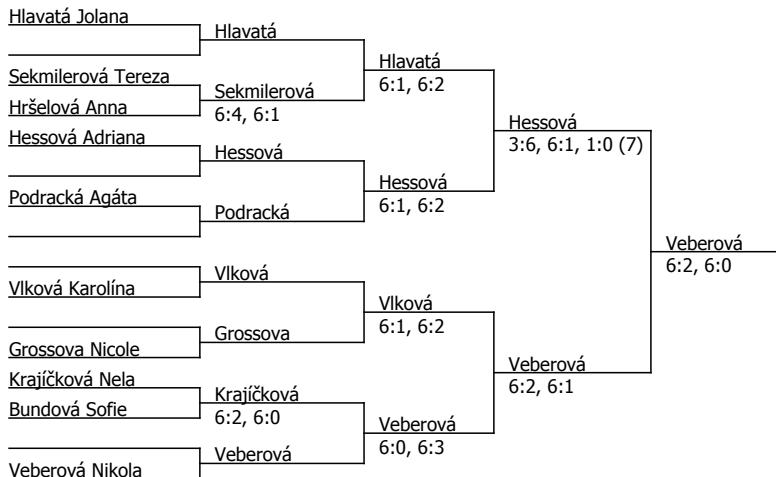 Hlavatá Jolana
Hlavatá
Hlavatá
6:1, 6:2
Sekmilerová Tereza
Sekmilerová
6:4, 6:1
Hršelová Anna
Hessová
3:6, 6:1, 1:0 (7)
Hessová Adriana
Hessová
Hessová
6:1, 6:2
Podracká Agáta
Podracká
Veberová
6:2, 6:0
Vlková
Vlková Karolína
Vlková
6:1, 6:2
Grossova
Grossova Nicole
Veberová
6:2, 6:1
Krajíčková Nela
Krajíčková
6:2, 6:0
Bundová Sofie
Veberová
6:0, 6:3
Veberová
Veberová Nikola